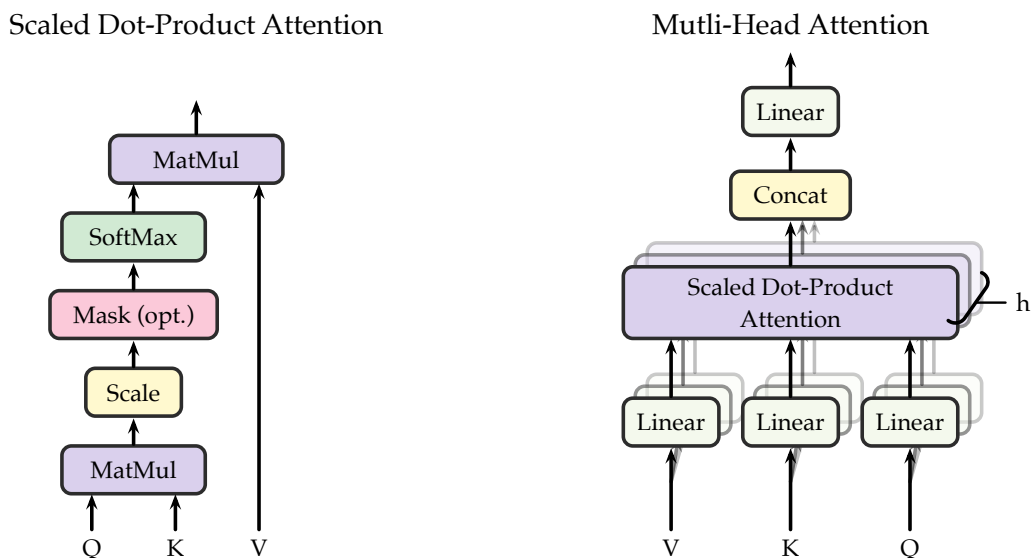 Scaled Dot-Product Attention
MatMul
SoftMax
Mask (opt.)
Scale
MatMul
Q K V
Mutli-Head Attention
Linear
Concat
Scaled Dot-Product
Attention
h
Linear Linear Linear
V K Q